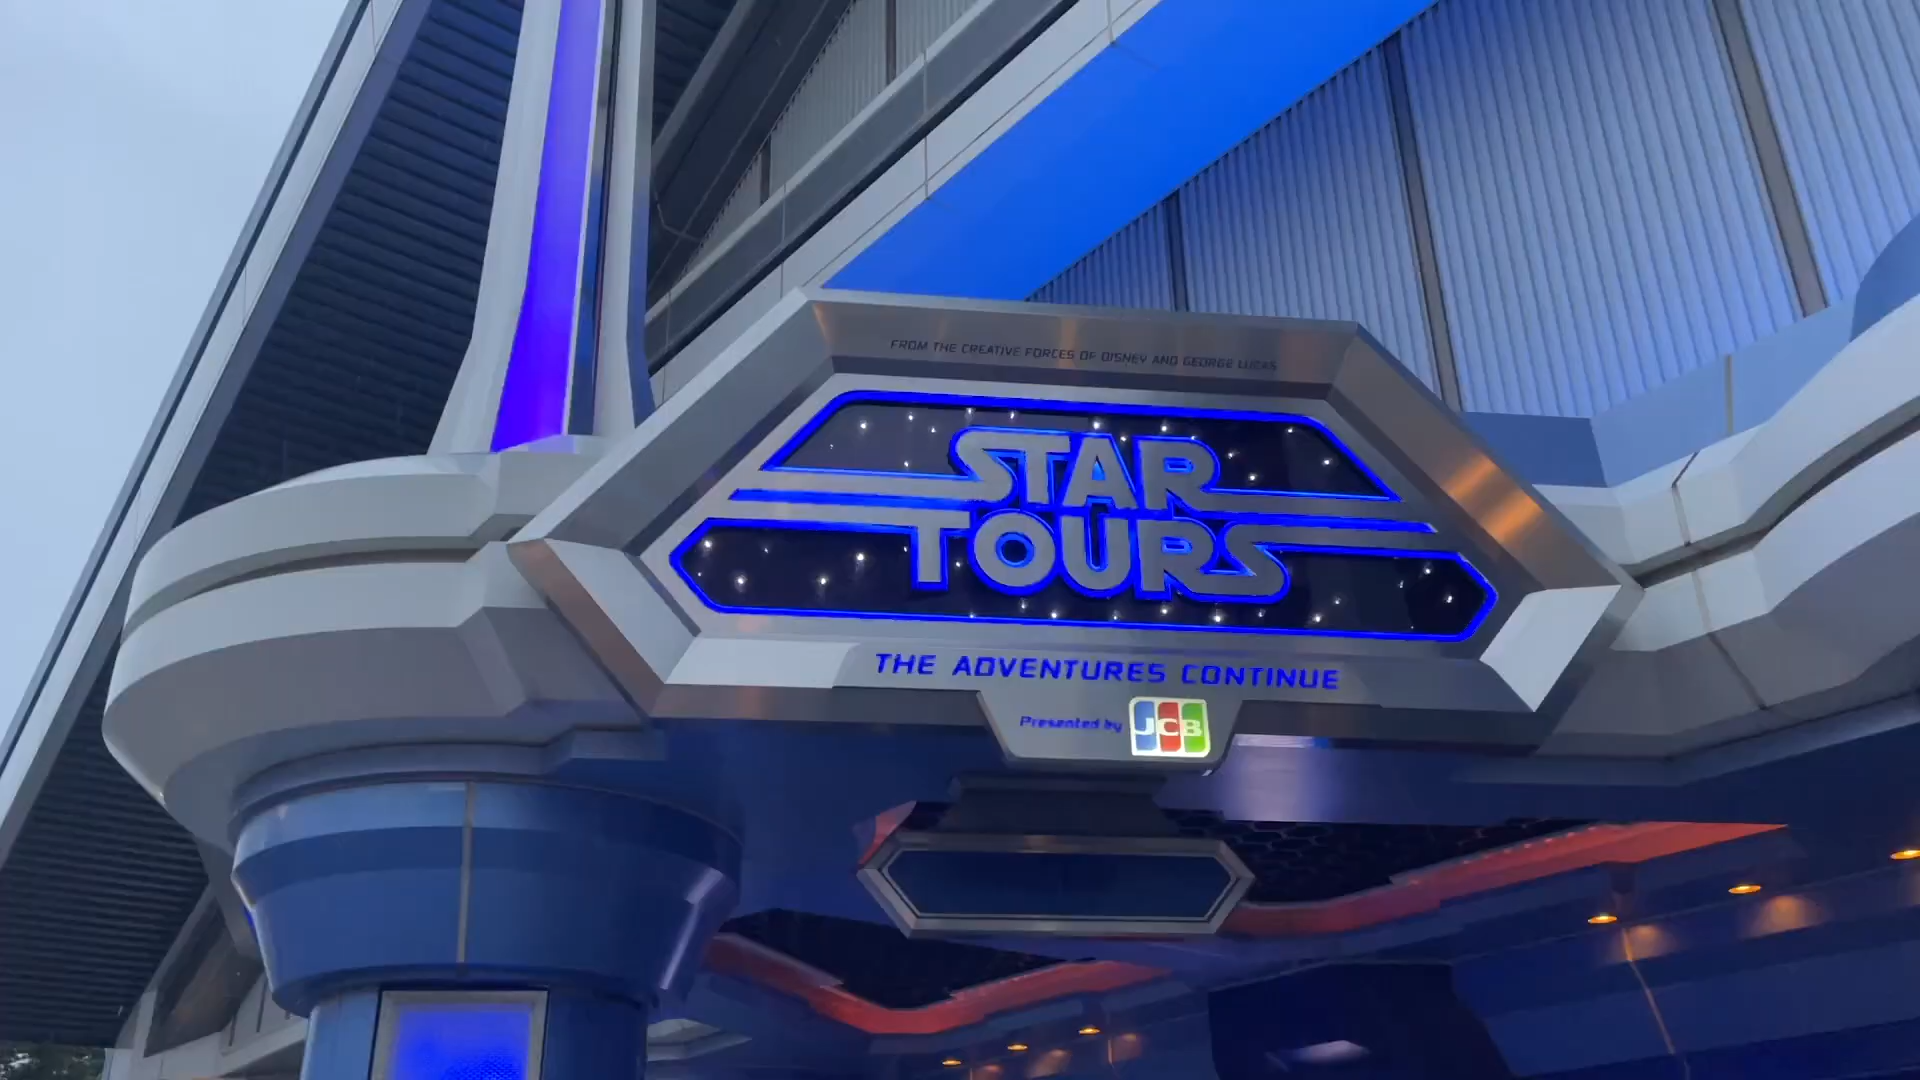 FROM THE CREATIVE FORCES OF DISNEY AND GEORGE LUCAS
STAR
TOURS
THE ADVENTURES CONTINUE
Presented by JCB